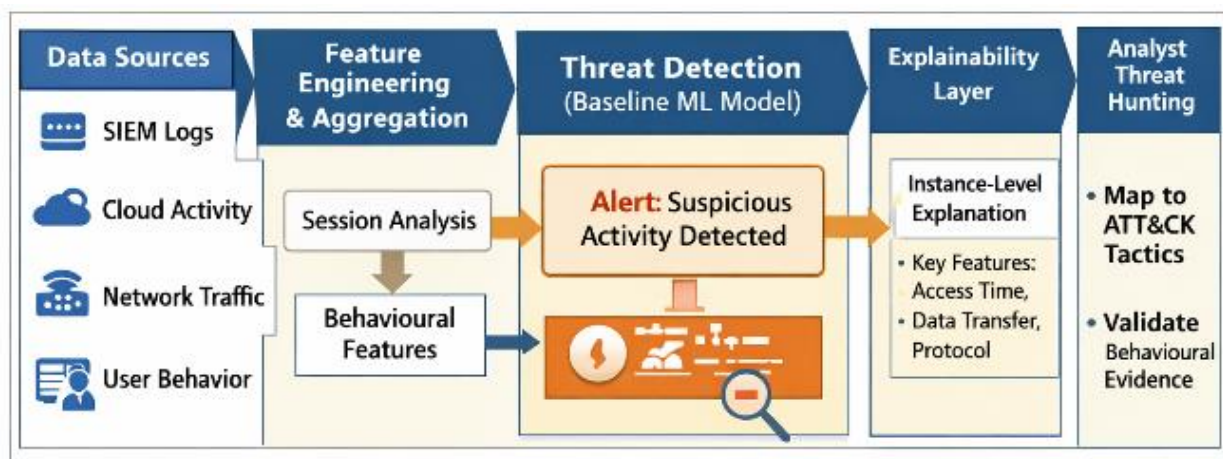 Data Sources
SIEM Logs
Cloud Activity
Network Traffic
User Behavior
Feature
Engineering
& Aggregation
Session Analysis
Behavioural
Features
Threat Detection
(Baseline ML Model)
Alert: Suspicious
Activity Detected
Explainability
Layer
Instance-Level
Explanation
• Key Features:
Access Time,
• Data Transfer,
Protocol
Analyst
Threat
Hunting
• Map to
ATT&CK
Tactics
• Validate
Behavioural
Evidence